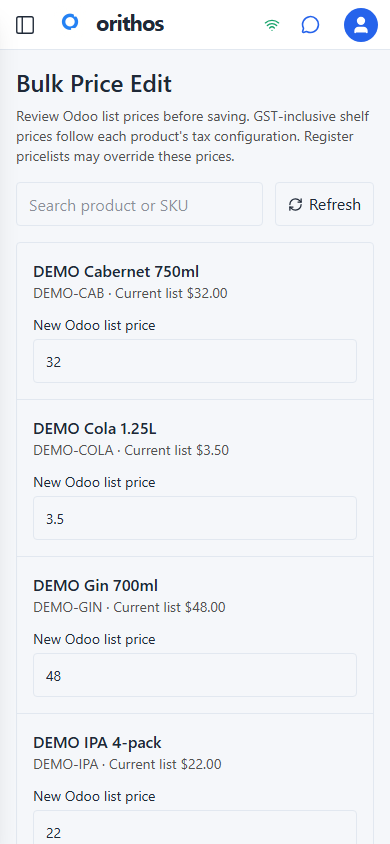 orithos
Bulk Price Edit
Review Odoo list prices before saving. GST-inclusive shelf
prices follow each product's tax configuration. Register
pricelists may override these prices.
Search product or SKU
Refresh
DEMO Cabernet 750ml
DEMO-CAB · Current list $32.00
New Odoo list price
32
DEMO Cola 1.25L
DEMO-COLA · Current list $3.50
New Odoo list price
3.5
DEMO Gin 700ml
DEMO-GIN · Current list $48.00
New Odoo list price
48
DEMO IPA 4-pack
DEMO-IPA · Current list $22.00
New Odoo list price
22